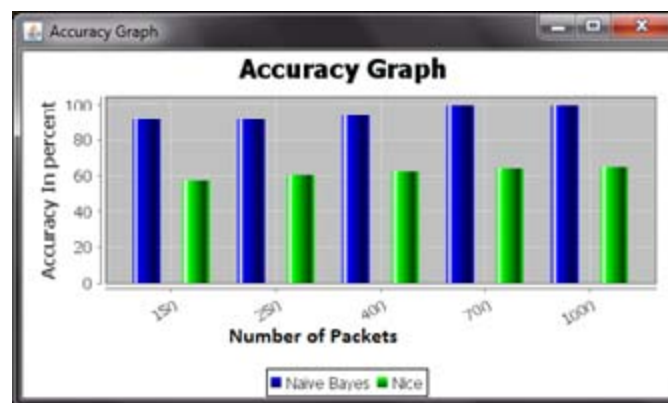 Accuracy Graph
Accuracy Graph
Accuracy In percent
100
80
60
40
20
0
150
250
400
700
1000
Number of Packets
Naive Bayes
Nice